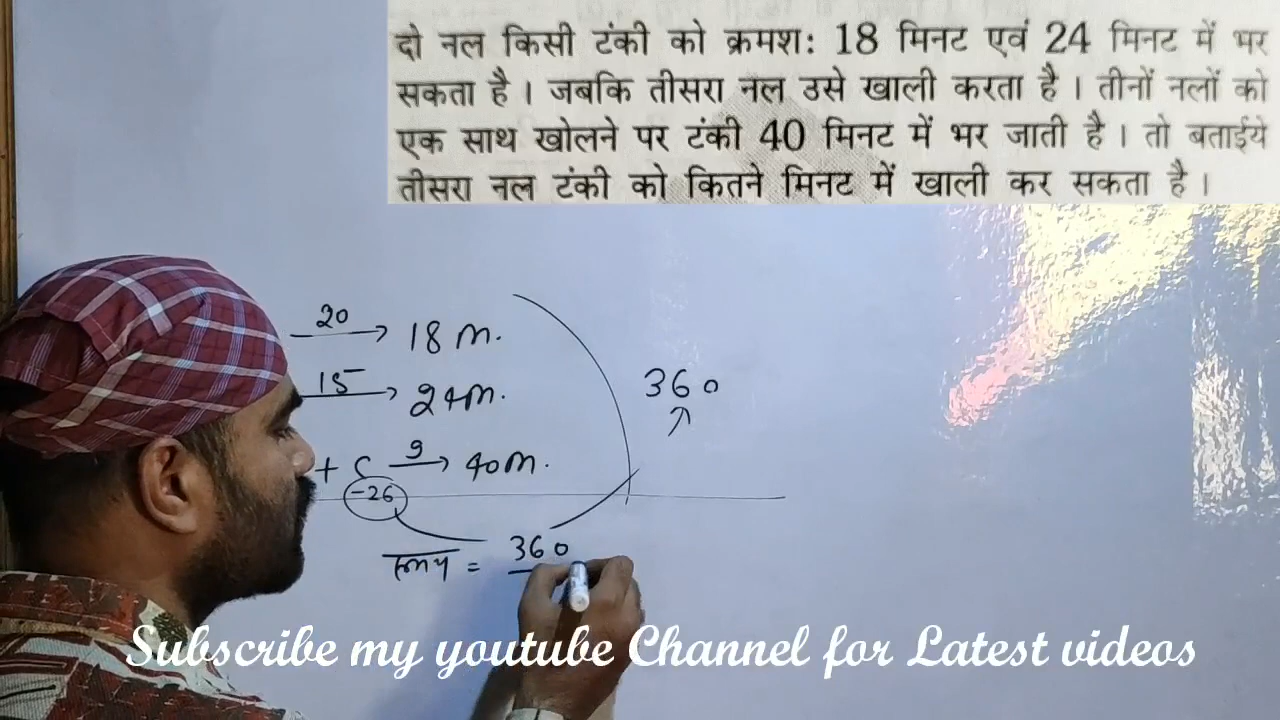 दो नल किसी टंकी को क्रमश: 18 मिनट एवं 24 मिनट में भर
सकता है । जबकि तीसरा नल उसे खाली करता है । तीनों नलों को
एक साथ खोलने पर टंकी 40 मिनट में भर जाती है । तो बताईये
तीसरा नल टंकी को कितने मिनट में खाली कर सकता है ।
20 → 18 m.
15 → 24m.
360
+ C 9 → 40m.
-26
समय = 360
Subscribe my youtube Channel for Latest videos